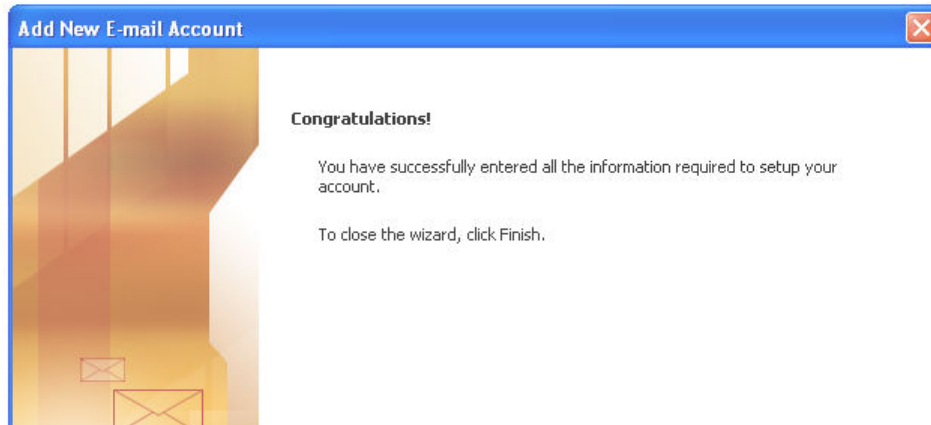 Add New E-mail Account
Congratulations!
You have successfully entered all the information required to setup your
account.
To close the wizard, click Finish.